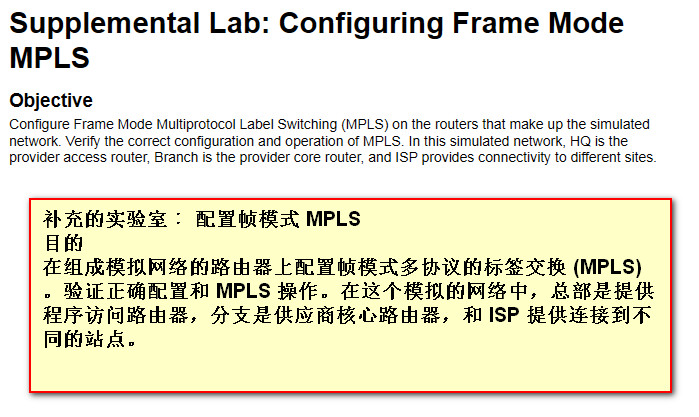 Supplemental Lab: Configuring Frame Mode
MPLS
Objective
Configure Frame Mode Multiprotocol Label Switching (MPLS) on the routers that make up the simulated
network. Verify the correct configuration and operation of MPLS. In this simulated network, HQ is the
provider access router, Branch is the provider core router, and ISP provides connectivity to different sites.
补充的实验室： 配置帧模式 MPLS
目的
在组成模拟网络的路由器上配置帧模式多协议的标签交换 (MPLS)
。验证正确配置和 MPLS 操作。在这个模拟的网络中，总部是提供
程序访问路由器，分支是供应商核心路由器，和 ISP 提供连接到不
同的站点。